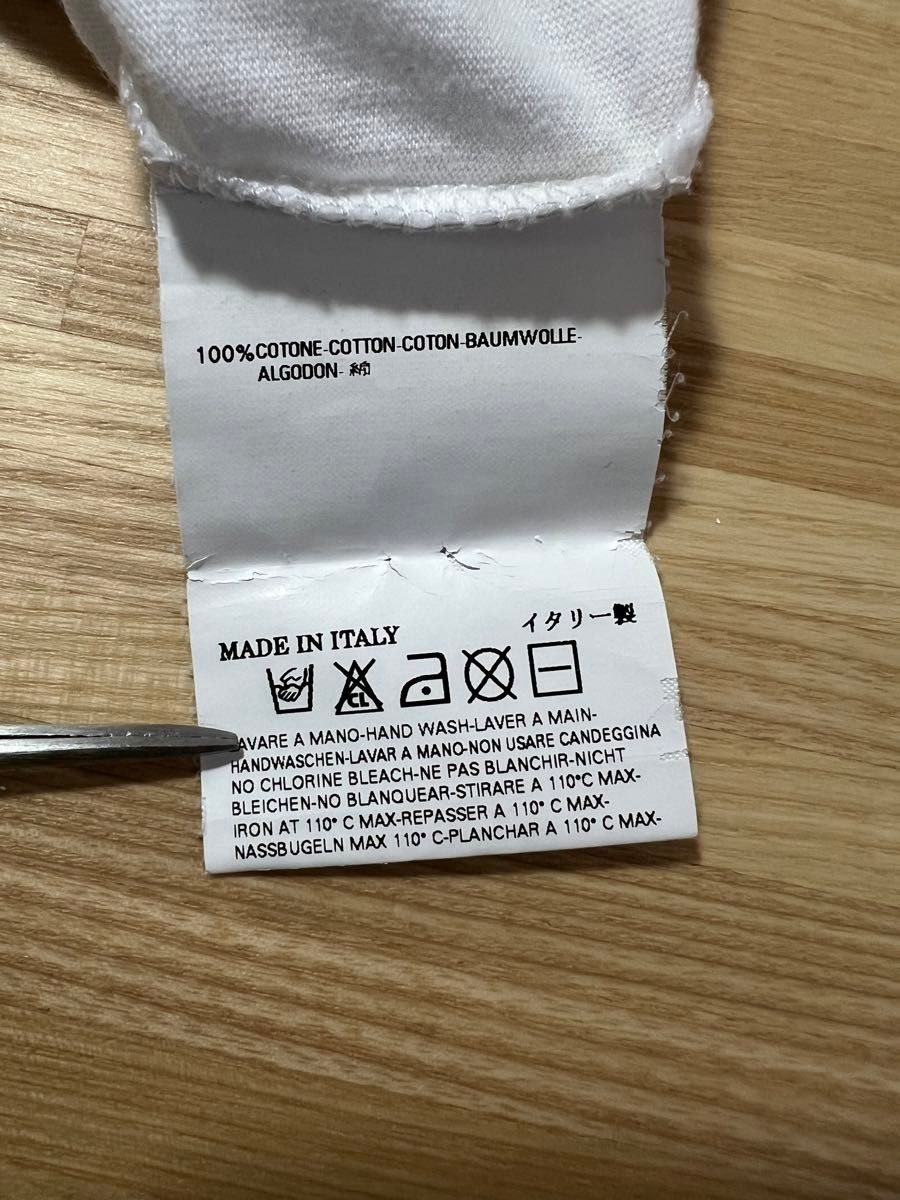 100% COTONE-COTTON-COTON-BAUMWOLLE-
ALGODON- 綿
MADE IN ITALY
イタリー製
CL
AVARE A MANO-HAND WASH-LAVER A MAIN-
HANDWASCHEN-LAVAR A MANO-NON USARE CANDEGGINA
NO CHLORINE BLEACH-NE PAS BLANCHIR-NICHT
BLEICHEN-NO BLANQUEAR-STIRARE A 110°C MAX-
IRON AT 110° C MAX-REPASSER A 110° C MAX-
NASSBUGELN MAX 110° C-PLANCHAR A 110° C MAX-